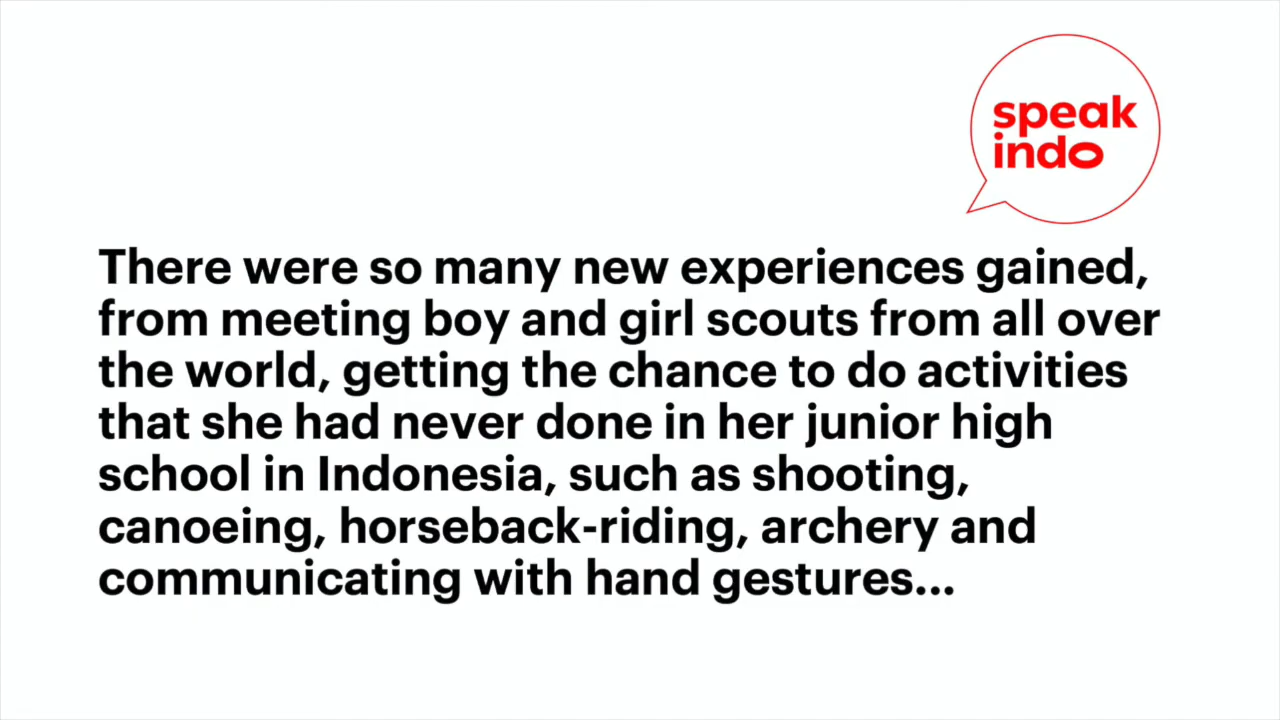 speak
indo
There were so many new experiences gained,
from meeting boy and girl scouts from all over
the world, getting the chance to do activities
that she had never done in her junior high
school in Indonesia, such as shooting,
canoeing, horseback-riding, archery and
communicating with hand gestures...